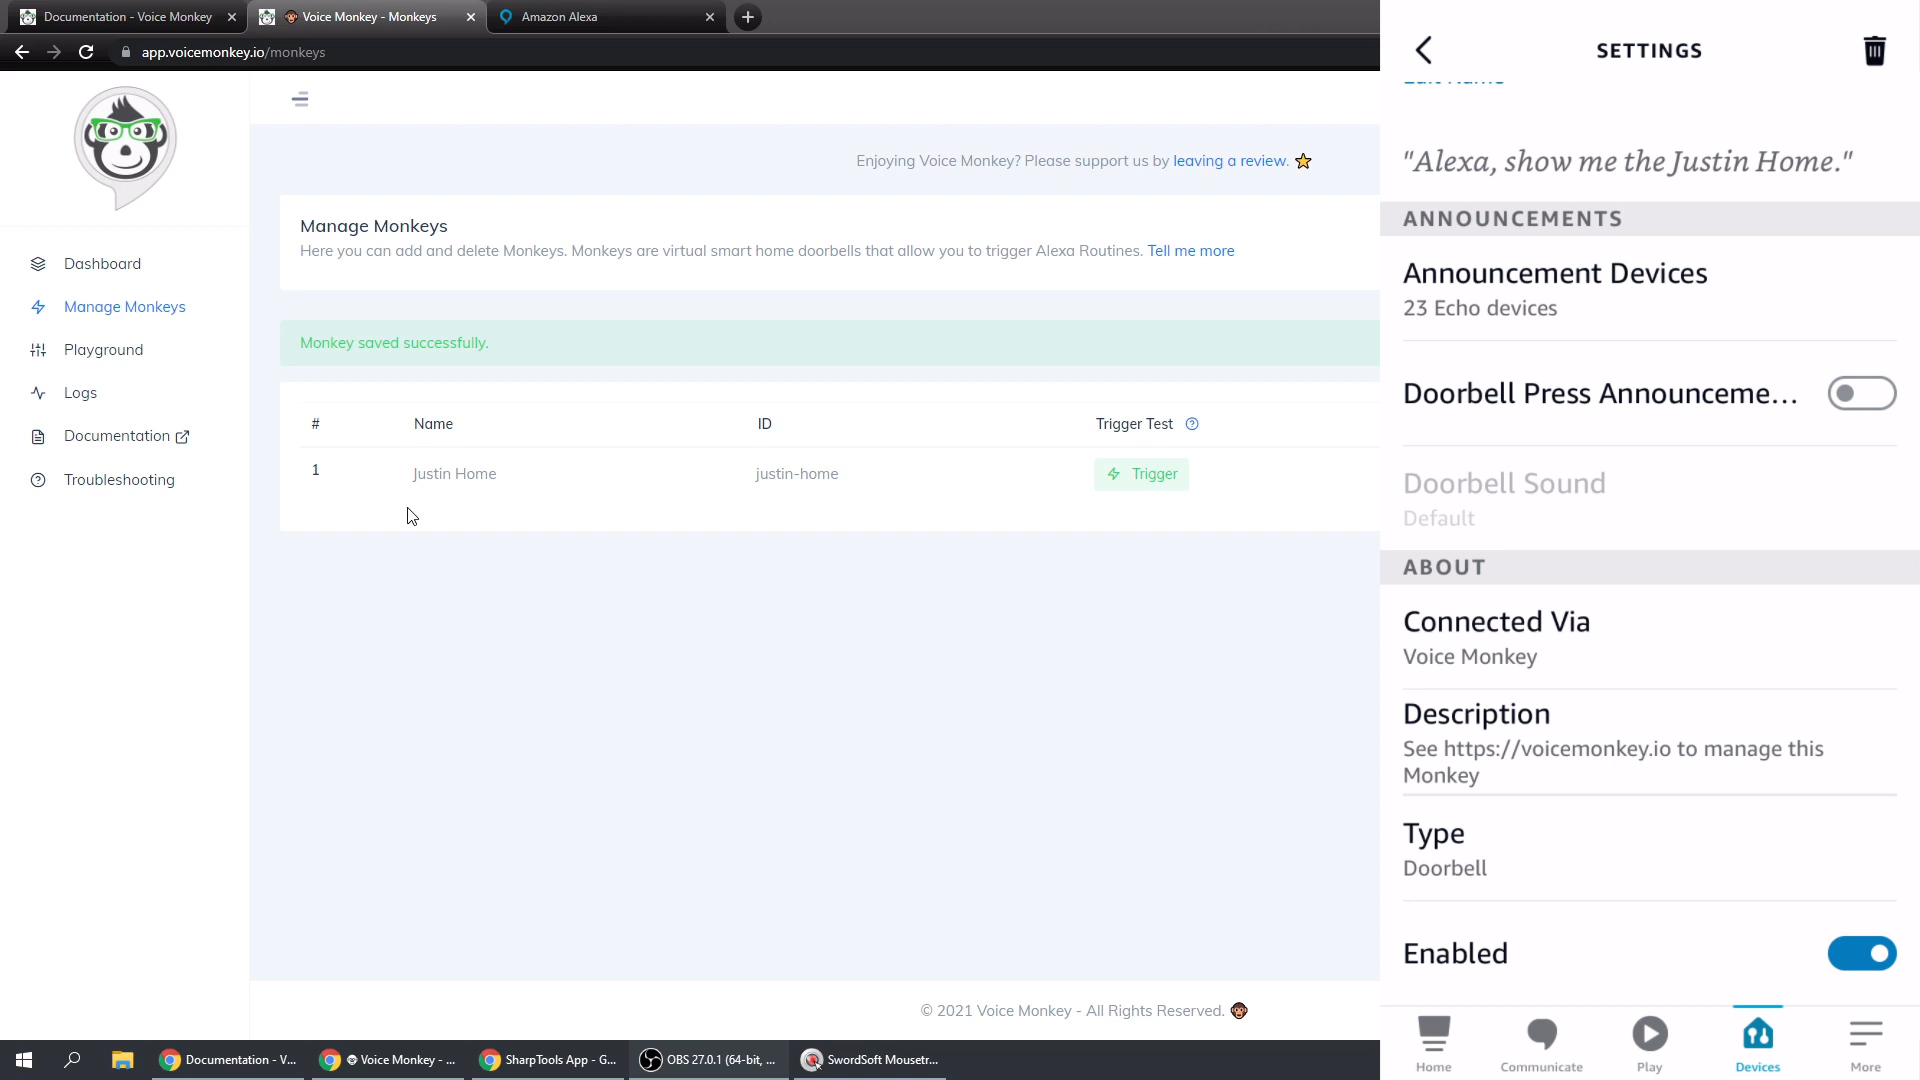 Documentation - Voice Monkey
Voice Monkey - Monkeys
Amazon Alexa
app.voicemonkey.io/monkeys
Dashboard
Manage Monkeys
Playground
Logs
Documentation
Troubleshooting
Enjoying Voice Monkey? Please support us by leaving a review.
Manage Monkeys
Here you can add and delete Monkeys. Monkeys are virtual smart home doorbells that allow you to trigger Alexa Routines. Tell me more
Monkey saved successfully.
# Name ID Trigger Test
1 Justin Home justin-home Trigger
© 2021 Voice Monkey - All Rights Reserved.
SETTINGS
Edit Name
"Alexa, show me the Justin Home."
ANNOUNCEMENTS
Announcement Devices
23 Echo devices
Doorbell Press Announceme...
Doorbell Sound
Default
ABOUT
Connected Via
Voice Monkey
Description
See https://voicemonkey.io to manage this
Monkey
Type
Doorbell
Enabled
Home Communicate Play Devices More
Documentation - V... Voice Monkey - ... SharpTools App - G... OBS 27.0.1 (64-bit, ... SwordSoft Mousetr...